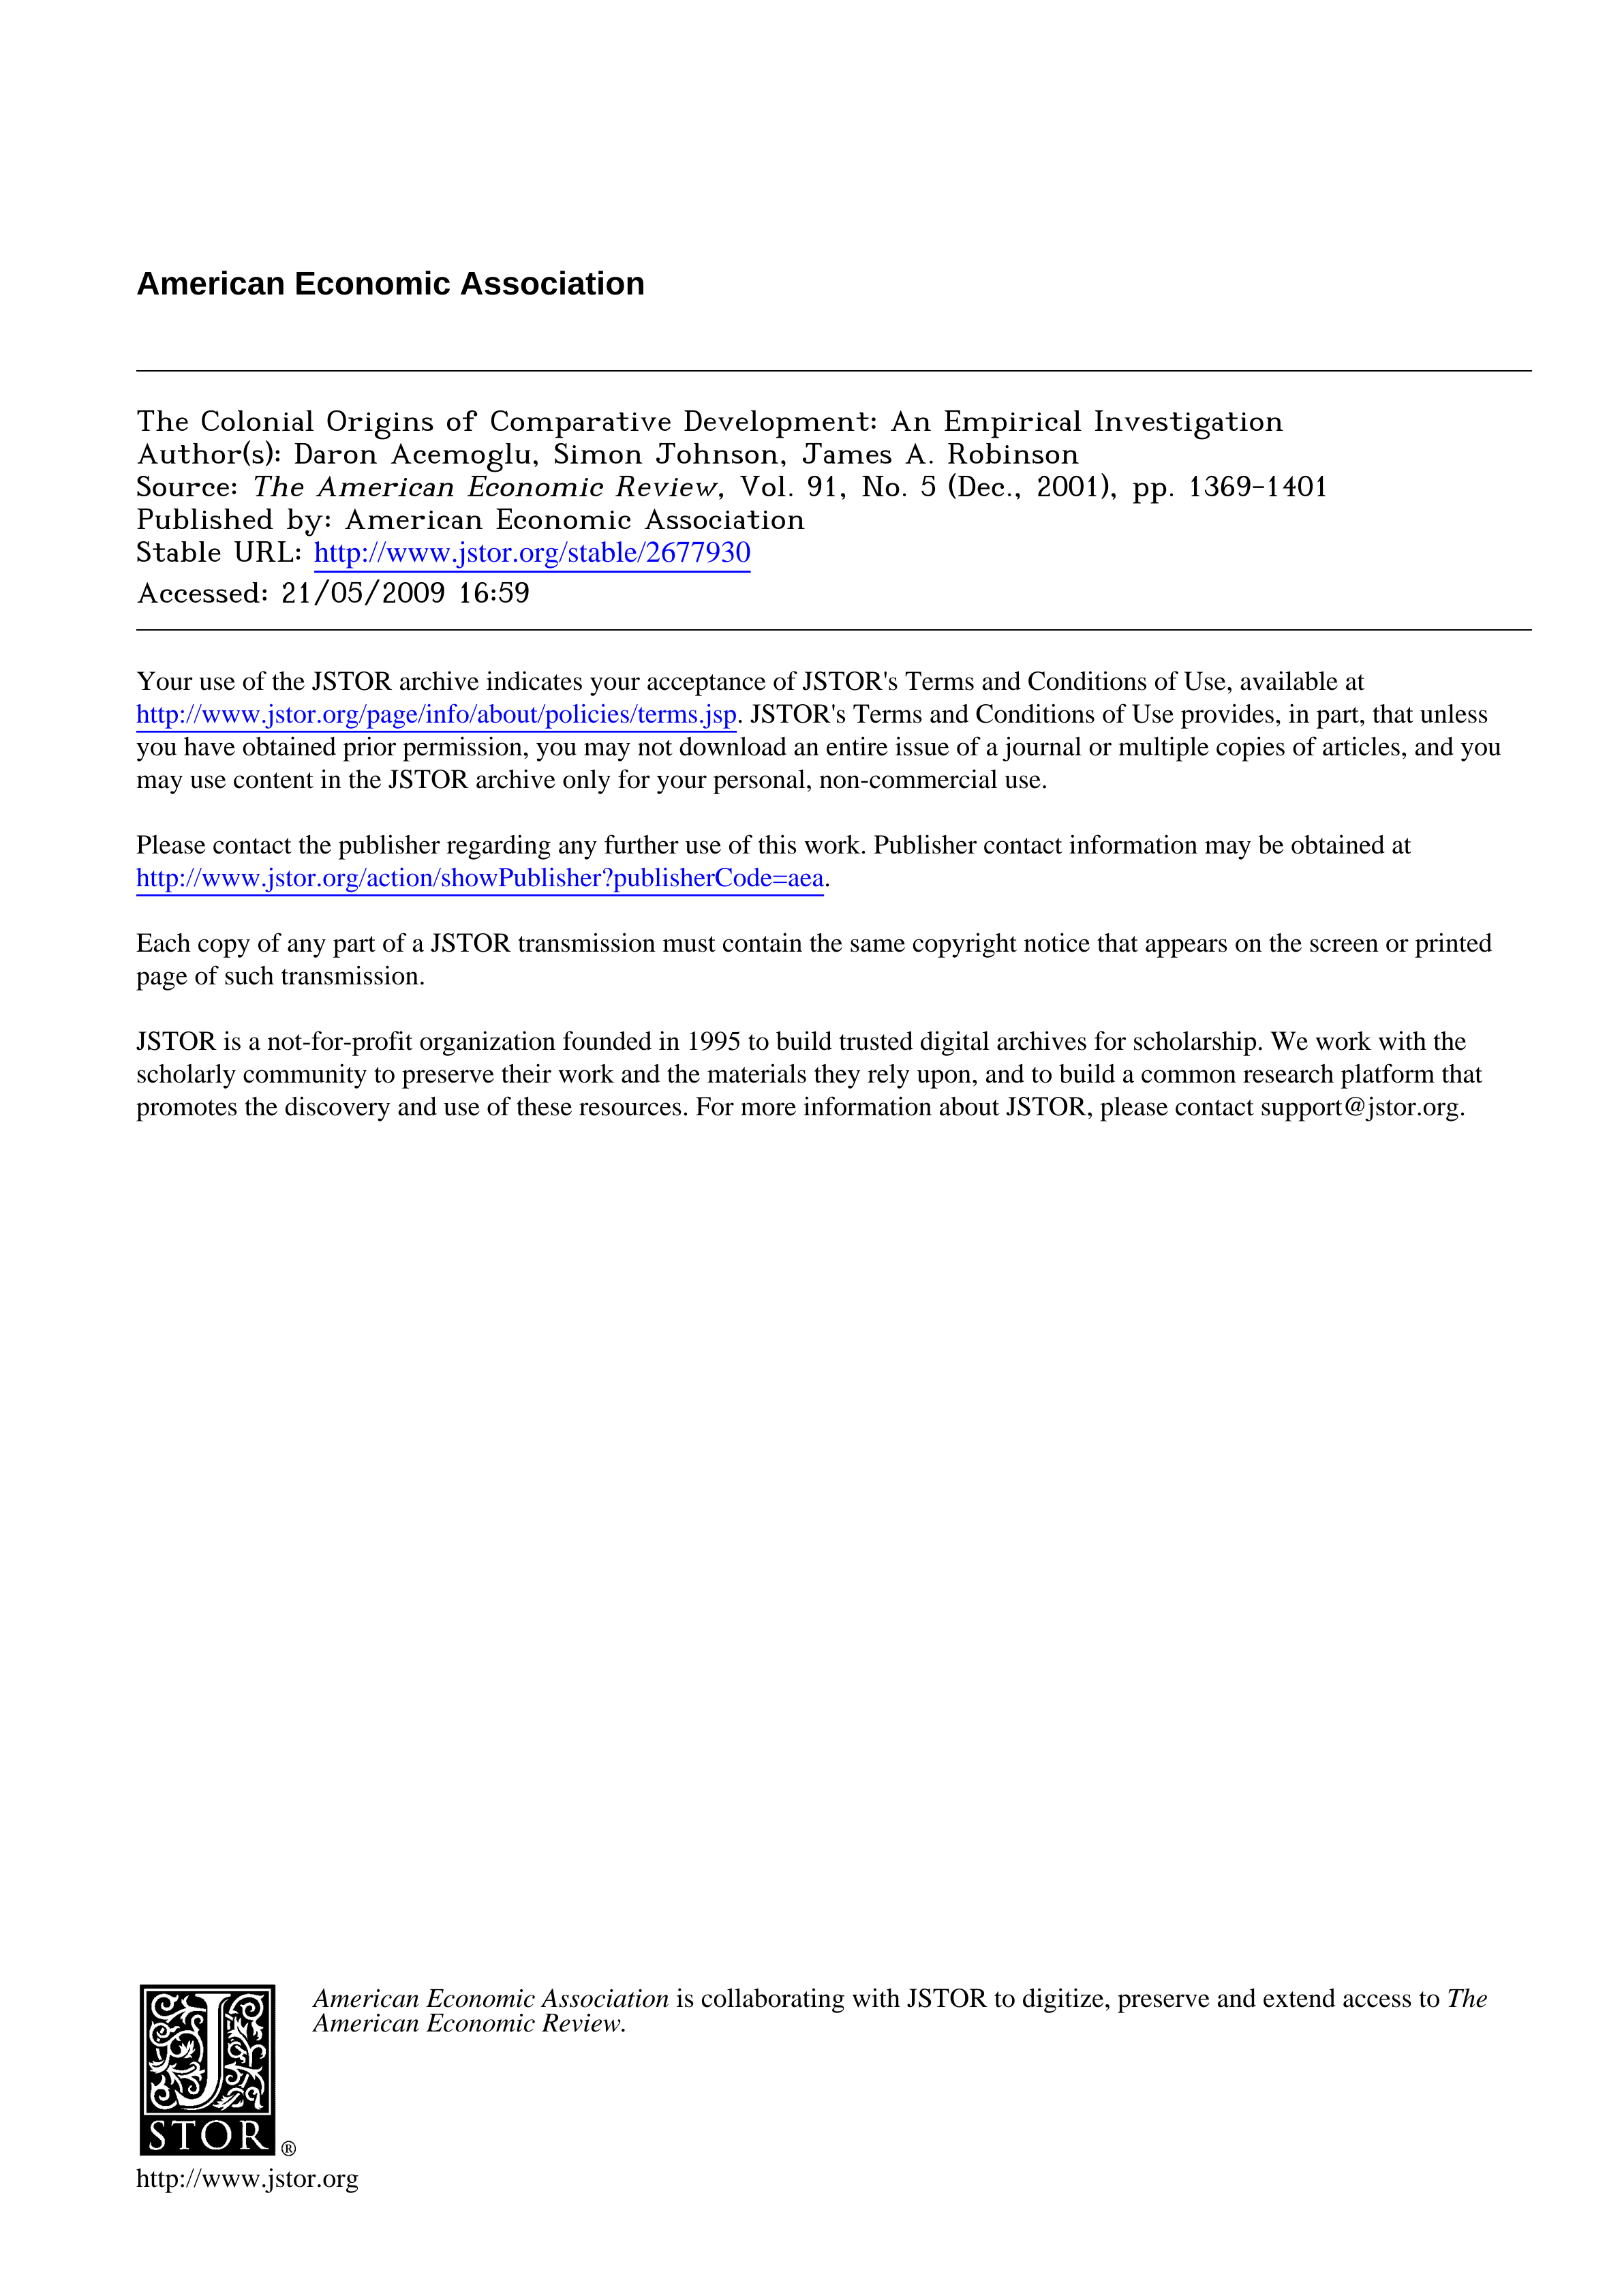 American Economic Association
The Colonial Origins of Comparative Development: An Empirical Investigation
Author(s): Daron Acemoglu, Simon Johnson, James A. Robinson
Source: The American Economic Review, Vol. 91, No. 5 (Dec., 2001), pp. 1369-1401
Published by: American Economic Association
Stable URL: http://www.jstor.org/stable/2677930
Accessed: 21/05/2009 16:59
Your use of the JSTOR archive indicates your acceptance of JSTOR's Terms and Conditions of Use, available at
http://www.jstor.org/page/info/about/policies/terms.jsp. JSTOR's Terms and Conditions of Use provides, in part, that unless
you have obtained prior permission, you may not download an entire issue of a journal or multiple copies of articles, and you
may use content in the JSTOR archive only for your personal, non-commercial use.
Please contact the publisher regarding any further use of this work. Publisher contact information may be obtained at
http://www.jstor.org/action/showPublisher?publisherCode=aea.
Each copy of any part of a JSTOR transmission must contain the same copyright notice that appears on the screen or printed
page of such transmission.
JSTOR is a not-for-profit organization founded in 1995 to build trusted digital archives for scholarship. We work with the
scholarly community to preserve their work and the materials they rely upon, and to build a common research platform that
promotes the discovery and use of these resources. For more information about JSTOR, please contact support@jstor.org.
American Economic Association is collaborating with JSTOR to digitize, preserve and extend access to The
American Economic Review.
J
STOR ®
http://www.jstor.org